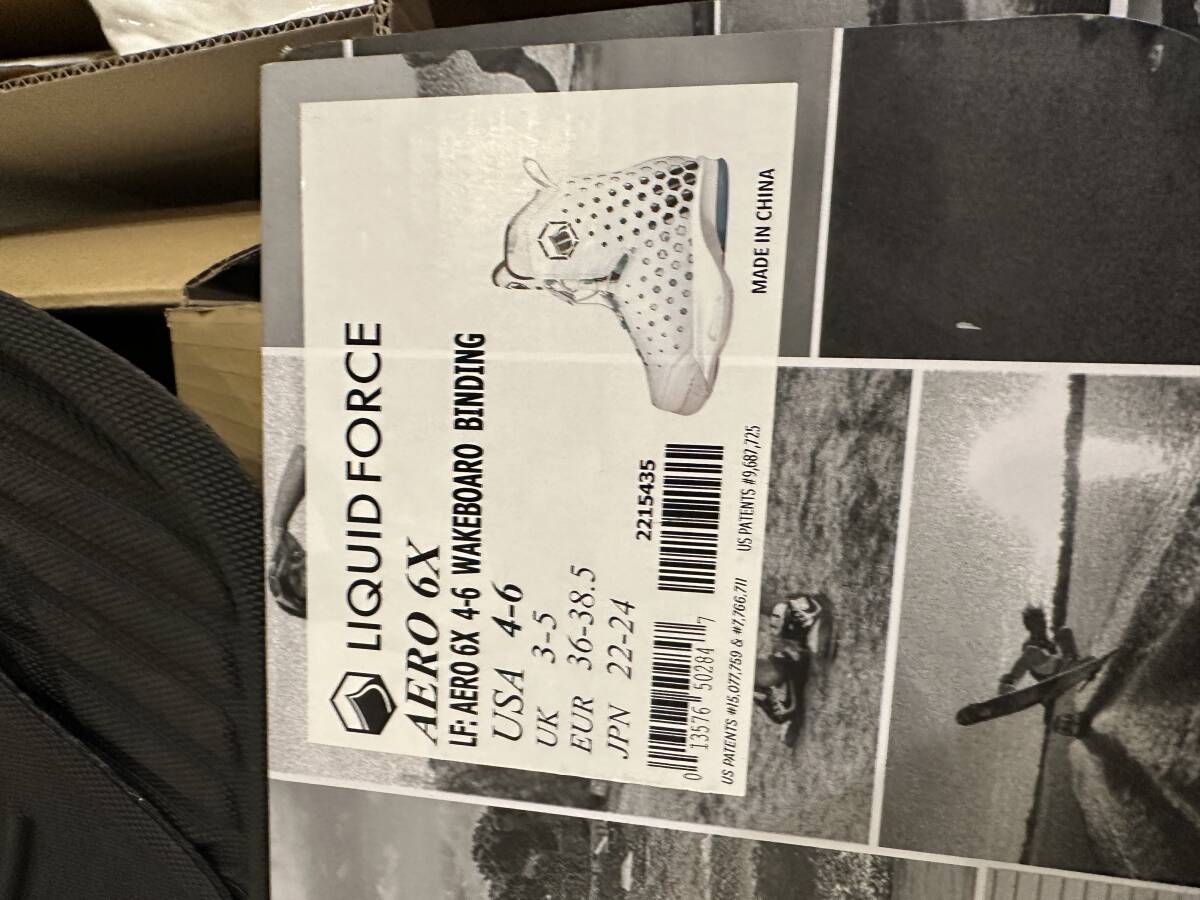 LIQUID FORCE
AERO 6X
LF: AERO 6X 4-6 WAKEBOARO BINDING
USA 4-6
UK 3-5
EUR 36-38.5
JPN 22-24
2215435
0 13576 50284 7
US PATENTS #15,077,759 & #7,766,711 US PATENTS #9,687,725
MADE IN CHINA